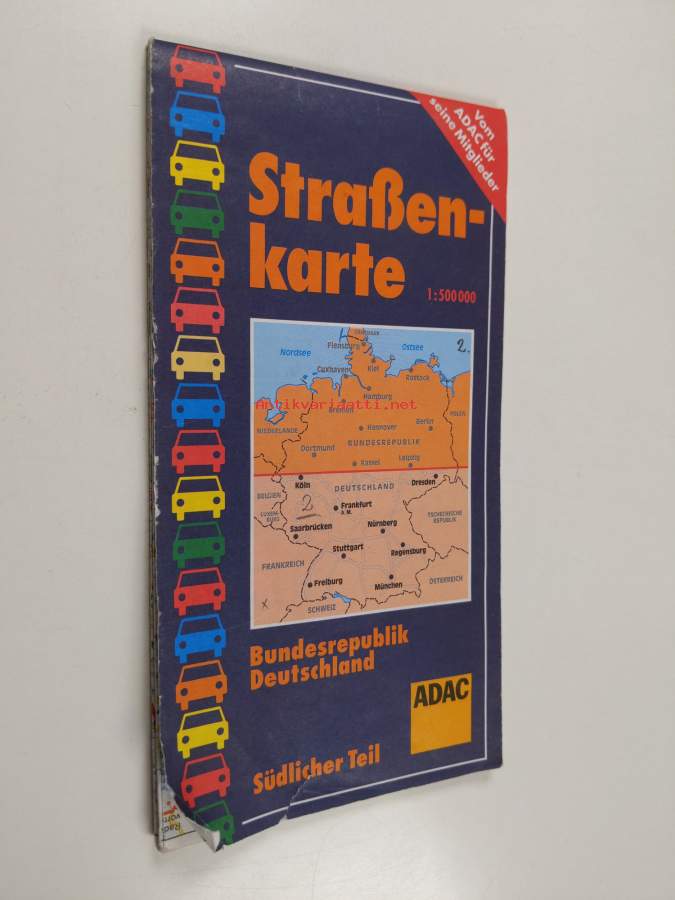 Vom
ADAC für
seine Mitglieder
Straßen-
karte
1:500 000
Flensburg
2.
Nordsee
Ostsee
Kiel
Cuxhaven
Rostock
Hamburg
Antikvariaatti.net
Bremen
NIEDERLANDE
Hannover
Berlin
POLEN
BUNDESREPUBLIK
Dortmund
Kassel
Leipzig
Köln
DEUTSCHLAND
Dresden
BELGIEN
2
Frankfurt
a. M.
LUXEM-
BURG
TSCHECHISCHE
REPUBLIK
Saarbrücken
Nürnberg
Stuttgart
Regensburg
FRANKREICH
Freiburg
München
ÖSTERREICH
x
SCHWEIZ
Bundesrepublik
Deutschland
ADAC
Südlicher Teil